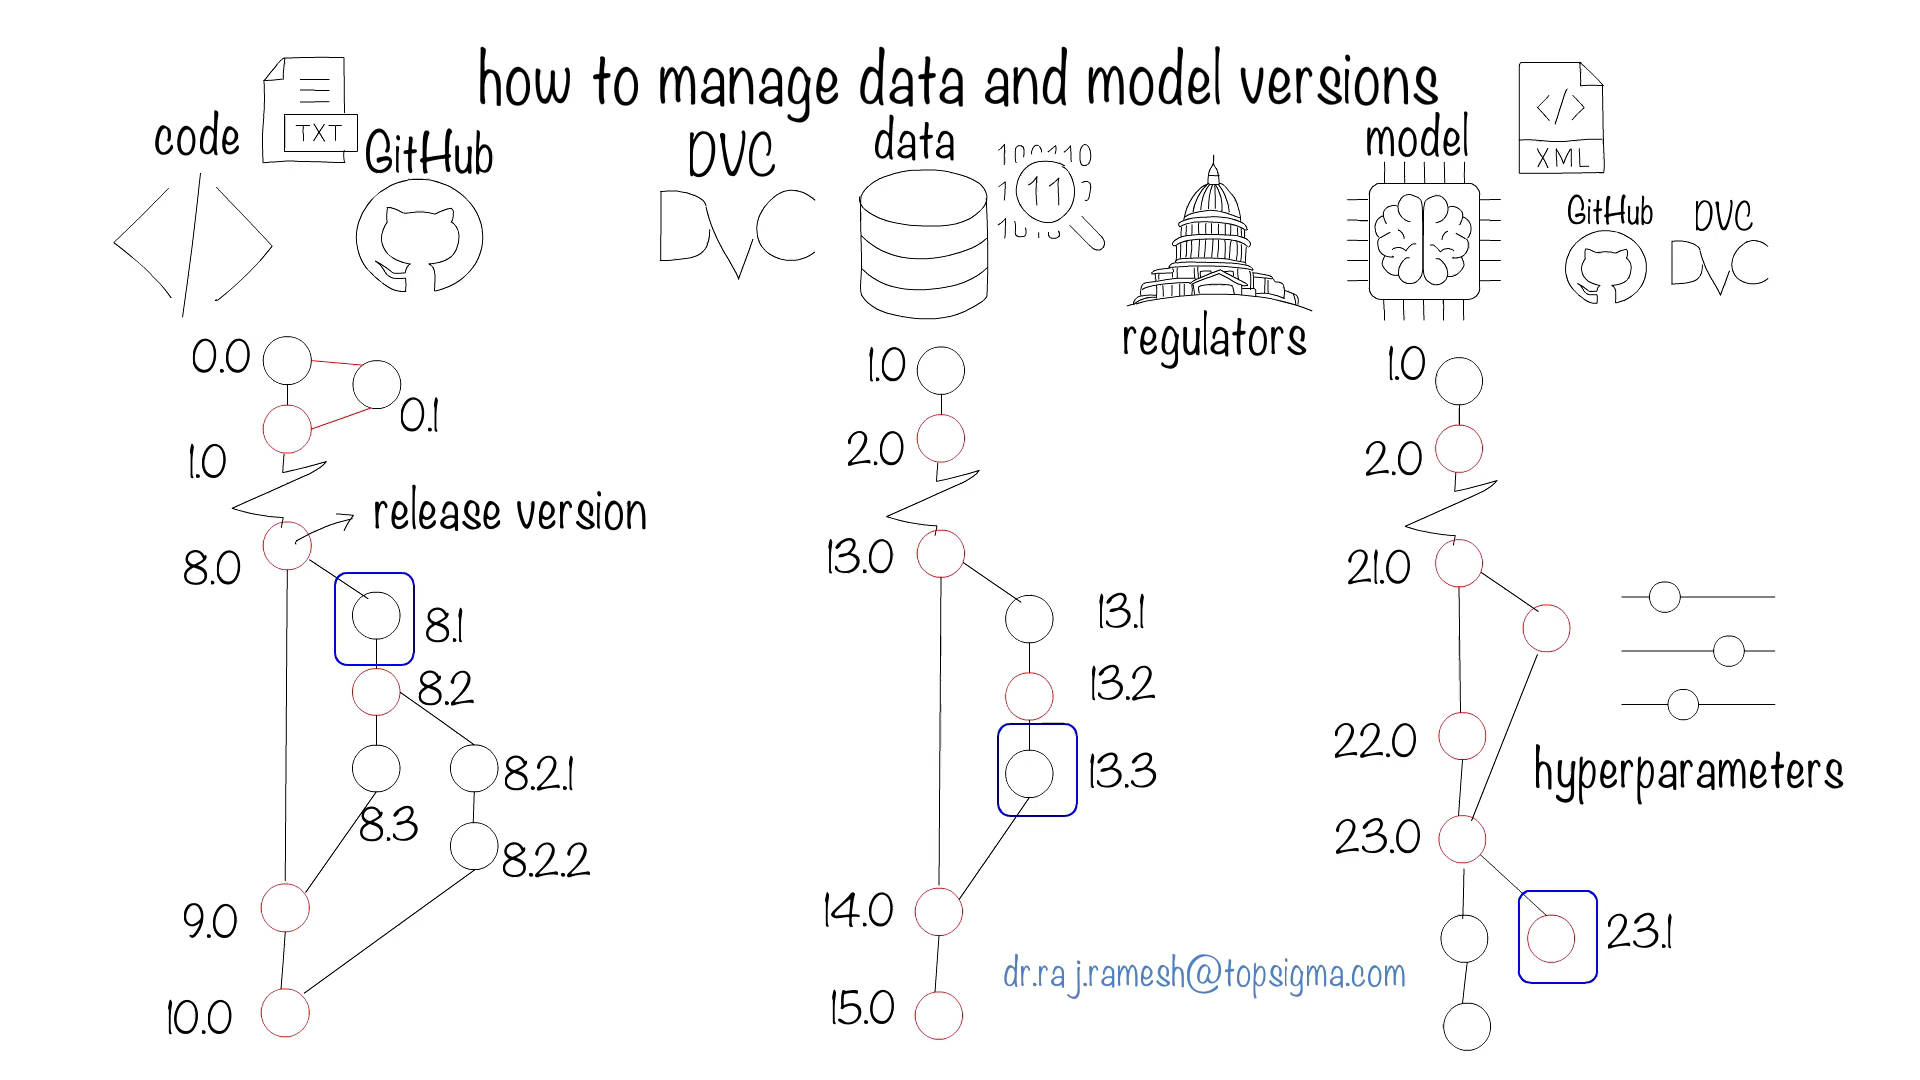 how to manage data and model versions
code
TXT
GitHub
DVC
DVC
data
100110
11
regulators
model
XML
GitHub
DVC
DVC
0.0
0.1
1.0
release version
8.0
8.1
8.2
8.2.1
8.3
8.2.2
9.0
10.0
1.0
2.0
13.0
13.1
13.2
13.3
14.0
15.0
1.0
2.0
21.0
22.0
hyperparameters
23.0
23.1
dr.raj.ramesh@topsigma.com